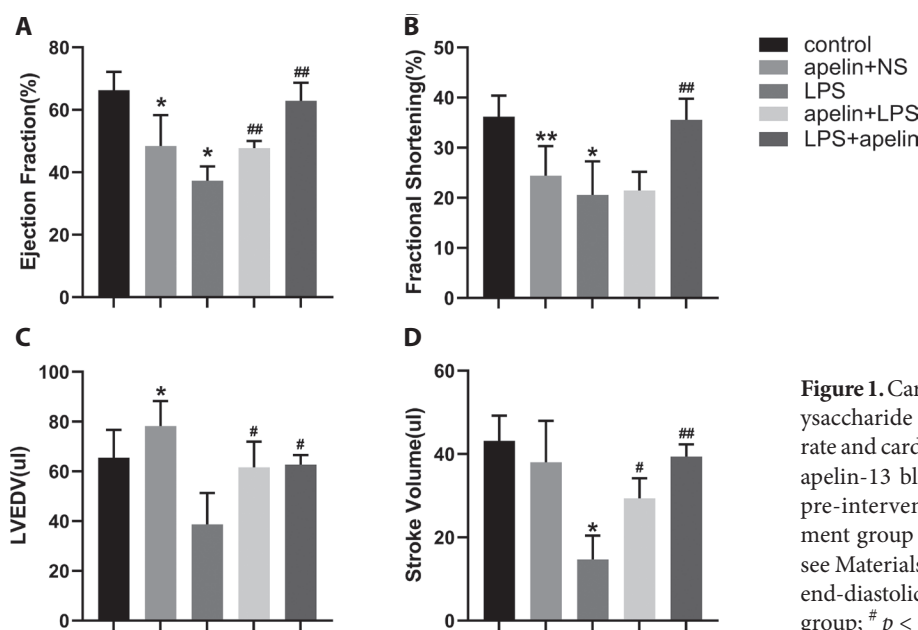 A
Ejection Fraction(%)
80
60
40
20
0
*
*
##
##
B
Fractional Shortening(%)
50
40
30
20
10
0
**
*
##
control
apelin+NS
LPS
apelin+LPS
LPS+apelin
C
LVEDV(ul)
100
80
60
40
20
0
*
#
#
D
Stroke Volume(ul)
60
40
20
0
*
#
##
Figure 1. Car
ysaccharide
rate and card
apelin-13 bl
pre-interven
ment group
see Materials
end-diastolic
group; # p <